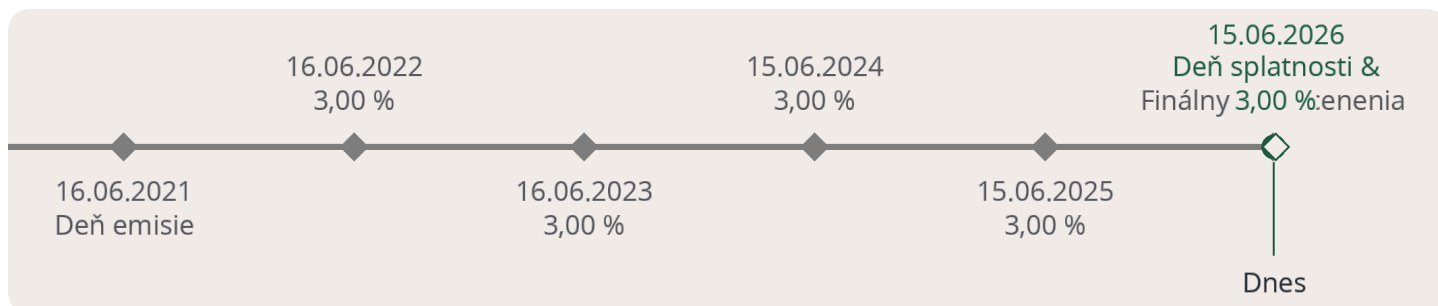 16.06.2021
Deň emisie
16.06.2022
3,00 %
16.06.2023
3,00 %
15.06.2024
3,00 %
15.06.2025
3,00 %
15.06.2026
Deň splatnosti &
Finálny 3,00 %
Dnes